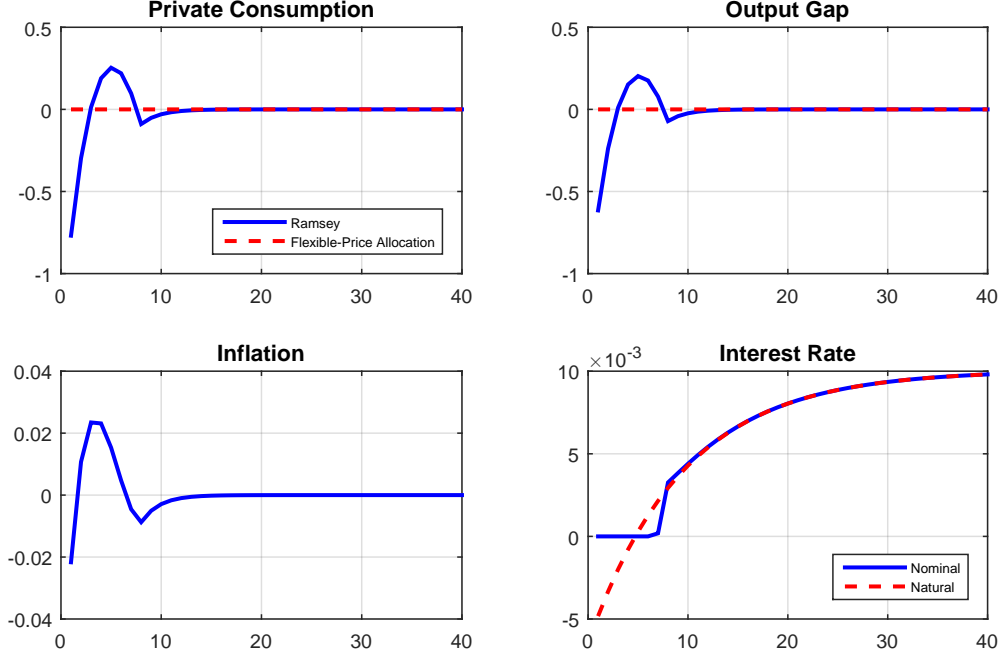 Private Consumption
0.5
0
-0.5
-1
0 10 20 30 40
Ramsey
Flexible-Price Allocation
Output Gap
0.5
0
-0.5
-1
0 10 20 30 40
Inflation
0.04
0.02
0
-0.02
-0.04
0 10 20 30 40
Interest Rate
×10-3
10
5
0
-5
0 10 20 30 40
Nominal
Natural